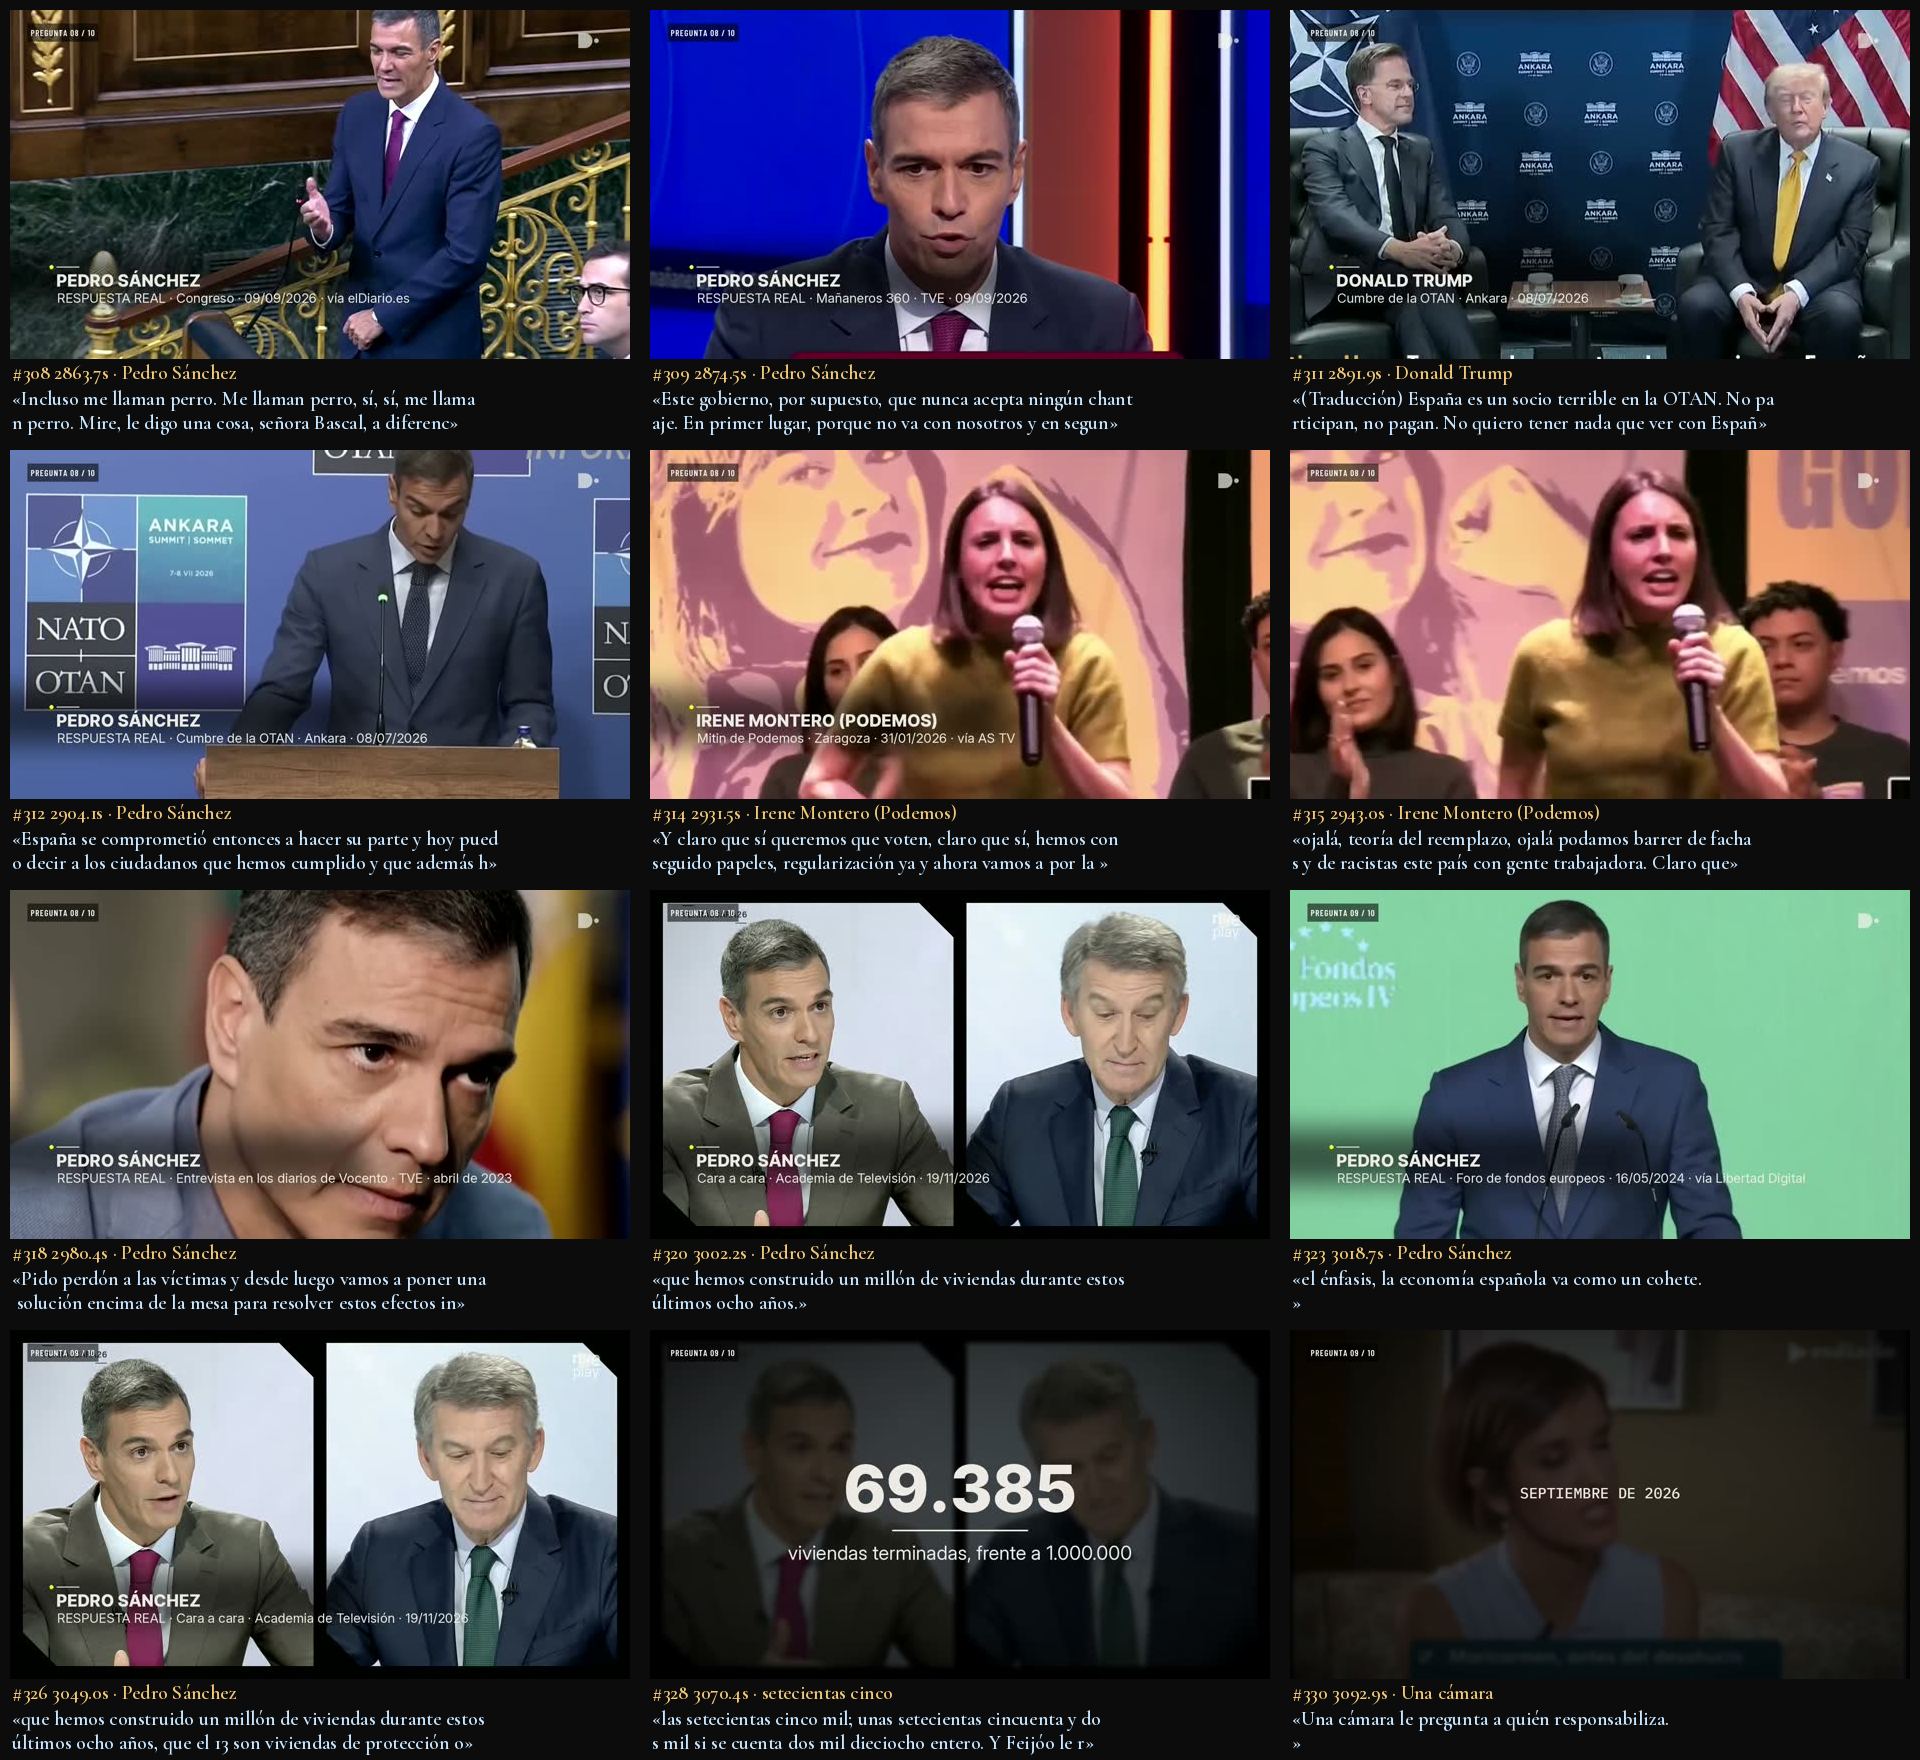 PREGUNTA 08 / 10
PEDRO SÁNCHEZ
RESPUESTA REAL · Congreso · 09/09/2026 · vía elDiario.es
#308 2863.7s · Pedro Sánchez
«Incluso me llaman perro. Me llaman perro, sí, sí, me llama
n perro. Mire, le digo una cosa, señora Bascal, a diferenc»
PREGUNTA 08 / 10
PEDRO SÁNCHEZ
RESPUESTA REAL · Mañaneros 360 · TVE · 09/09/2026
#309 2874.5s · Pedro Sánchez
«Este gobierno, por supuesto, que nunca acepta ningún chant
aje. En primer lugar, porque no va con nosotros y en segun»
PREGUNTA 08 / 10
ANKARA
SUMMIT | SOMMET
DONALD TRUMP
Cumbre de la OTAN · Ankara · 08/07/2026
#311 2891.9s · Donald Trump
«(Traducción) España es un socio terrible en la OTAN. No pa
rticipan, no pagan. No quiero tener nada que ver con Españ»
PREGUNTA 08 / 10
ANKARA
SUMMIT | SOMMET
7-8 VII 2026
NATO
OTAN
PEDRO SÁNCHEZ
RESPUESTA REAL · Cumbre de la OTAN · Ankara · 08/07/2026
#312 2904.1s · Pedro Sánchez
«España se comprometió entonces a hacer su parte y hoy pued
o decir a los ciudadanos que hemos cumplido y que además h»
PREGUNTA 08 / 10
IRENE MONTERO (PODEMOS)
Mitin de Podemos · Zaragoza · 31/01/2026 · vía AS TV
#314 2931.5s · Irene Montero (Podemos)
«Y claro que sí queremos que voten, claro que sí, hemos con
seguido papeles, regularización ya y ahora vamos a por la »
PREGUNTA 08 / 10
GO
emos
#315 2943.0s · Irene Montero (Podemos)
«ojalá, teoría del reemplazo, ojalá podamos barrer de facha
s y de racistas este país con gente trabajadora. Claro que»
PREGUNTA 08 / 10
PEDRO SÁNCHEZ
RESPUESTA REAL · Entrevista en los diarios de Vocento · TVE · abril de 2023
#318 2980.4s · Pedro Sánchez
«Pido perdón a las víctimas y desde luego vamos a poner una
solución encima de la mesa para resolver estos efectos in»
PREGUNTA 08 / 10
play
PEDRO SÁNCHEZ
Cara a cara · Academia de Televisión · 19/11/2026
#320 3002.2s · Pedro Sánchez
«que hemos construido un millón de viviendas durante estos
últimos ocho años.»
PREGUNTA 09 / 10
Fondos
opeos IV
PEDRO SÁNCHEZ
RESPUESTA REAL · Foro de fondos europeos · 16/05/2024 · vía Libertad Digital
#323 3018.7s · Pedro Sánchez
«el énfasis, la economía española va como un cohete.
»
PREGUNTA 09 / 10
play
PEDRO SÁNCHEZ
RESPUESTA REAL · Cara a cara · Academia de Televisión · 19/11/2026
#326 3049.0s · Pedro Sánchez
«que hemos construido un millón de viviendas durante estos
últimos ocho años, que el 13 son viviendas de protección o»
PREGUNTA 09 / 10
69.385
viviendas terminadas, frente a 1.000.000
#328 3070.4s · setecientas cinco
«las setecientas cinco mil; unas setecientas cincuenta y do
s mil si se cuenta dos mil dieciocho entero. Y Feijóo le r»
PREGUNTA 09 / 10
SEPTIEMBRE DE 2026
#330 3092.9s · Una cámara
«Una cámara le pregunta a quién responsabiliza.
»